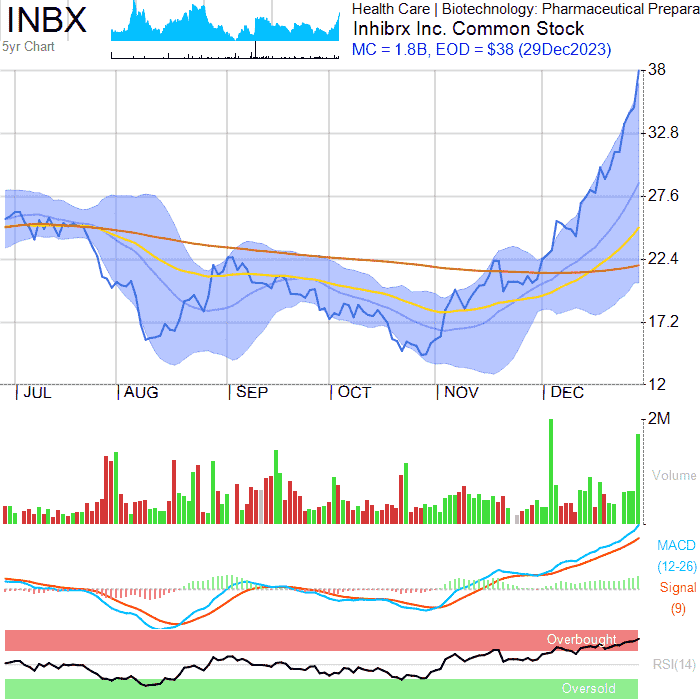 INBX
5yr Chart
Health Care | Biotechnology: Pharmaceutical Prepara
Inhibrx Inc. Common Stock
MC = 1.8B, EOD = $38 (29Dec2023)
38
32.8
27.6
22.4
17.2
12
JUL AUG SEP OCT NOV DEC
2M
Volume
MACD
(12-26)
Signal
(9)
Overbought
RSI(14)
Oversold